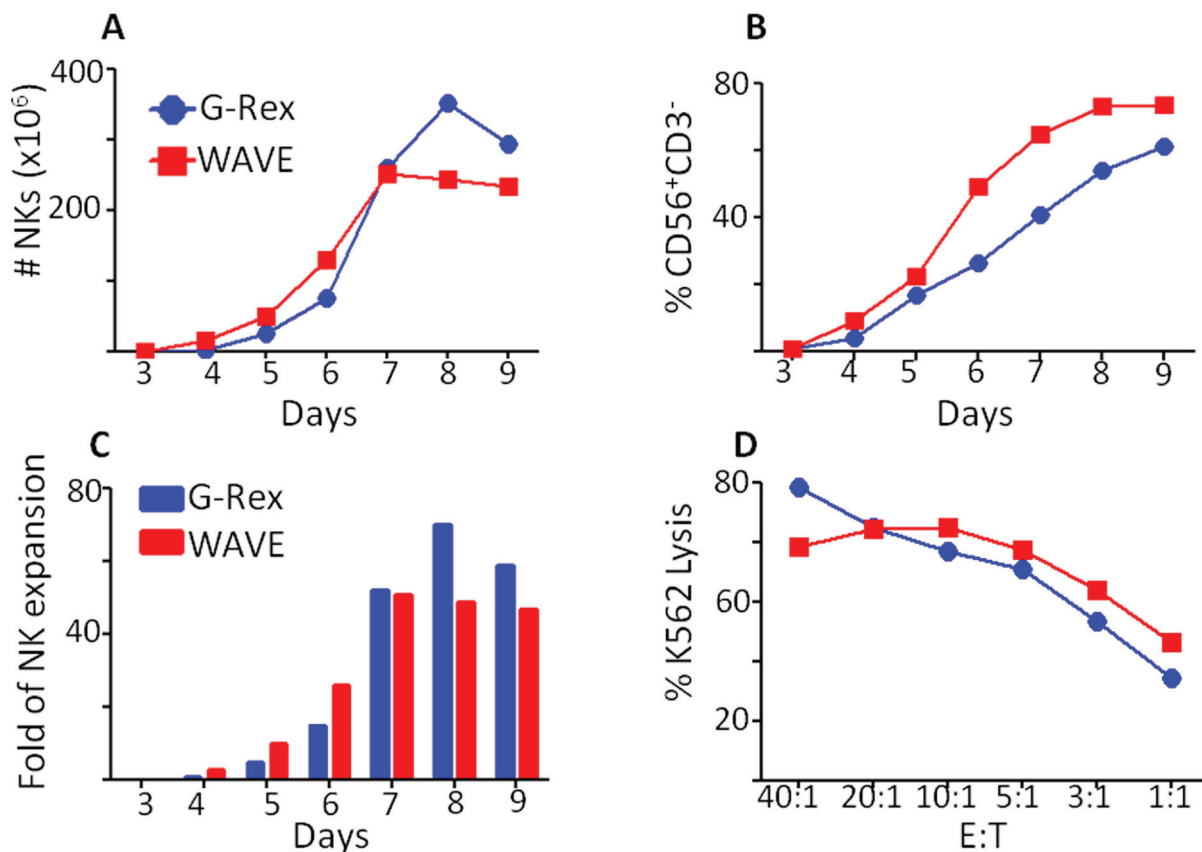 A
# NKs (x10⁶)
400
200
G-Rex
WAVE
3 4 5 6 7 8 9
Days
B
% CD56⁺CD3⁻
80
40
3 4 5 6 7 8 9
Days
C
Fold of NK expansion
80
40
G-Rex
WAVE
3 4 5 6 7 8 9
Days
D
% K562 Lysis
80
60
20
40:1 20:1 10:1 5:1 3:1 1:1
E:T